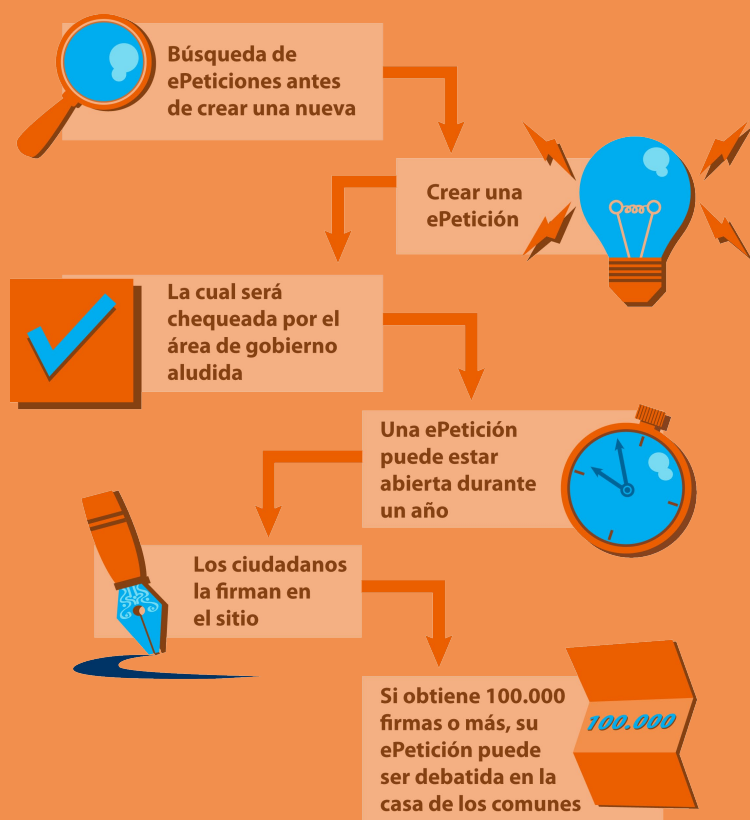 Búsqueda de
ePeticiones antes
de crear una nueva
Crear una
ePetición
La cual será
chequeada por el
área de gobierno
aludida
Una ePetición
puede estar
abierta durante
un año
Los ciudadanos
la firman en
el sitio
Si obtiene 100.000
firmas o más, su
ePetición puede
ser debatida en la
casa de los comunes
100.000